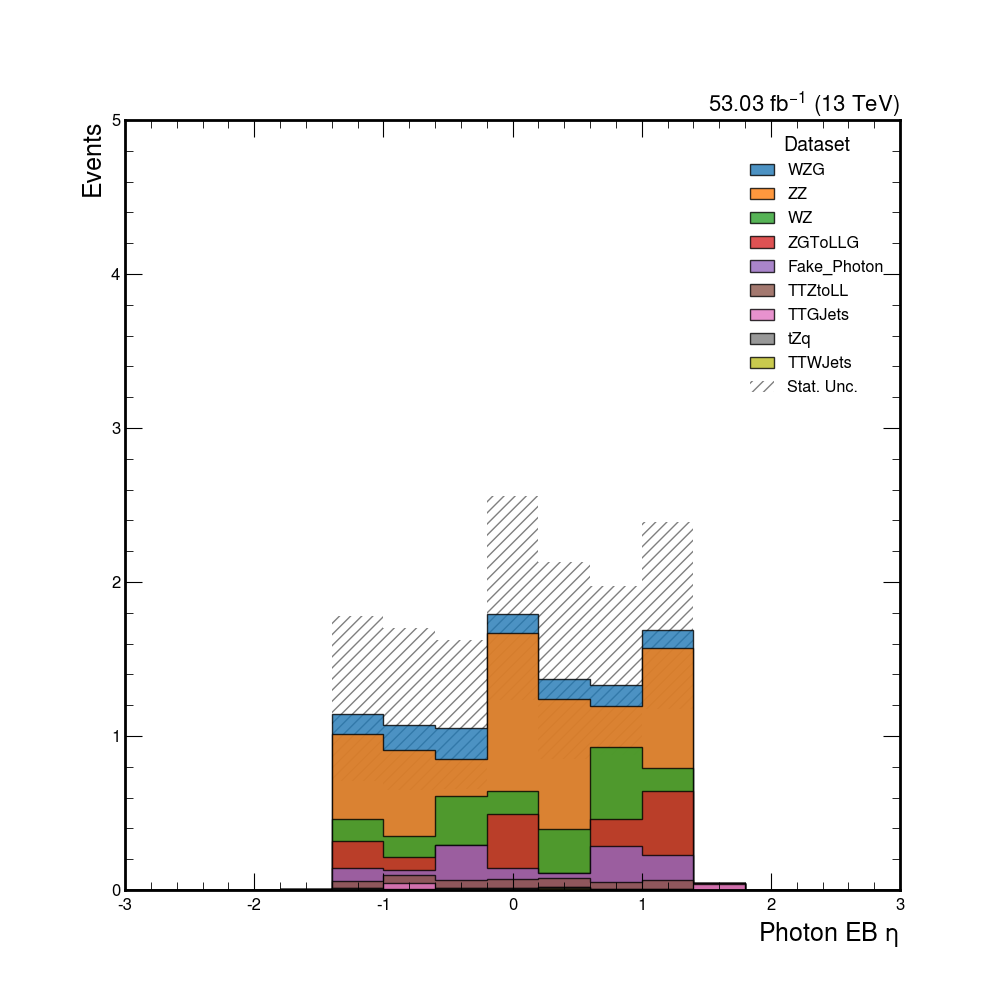 53.03 fb⁻¹ (13 TeV)
Events
Dataset
WZG
ZZ
WZ
ZGToLLG
Fake_Photon
TTZtoLL
TTGJets
tZq
TTWJets
Stat. Unc.
5
4
3
2
1
0
-3 -2 -1 0 1 2 3
Photon EB η